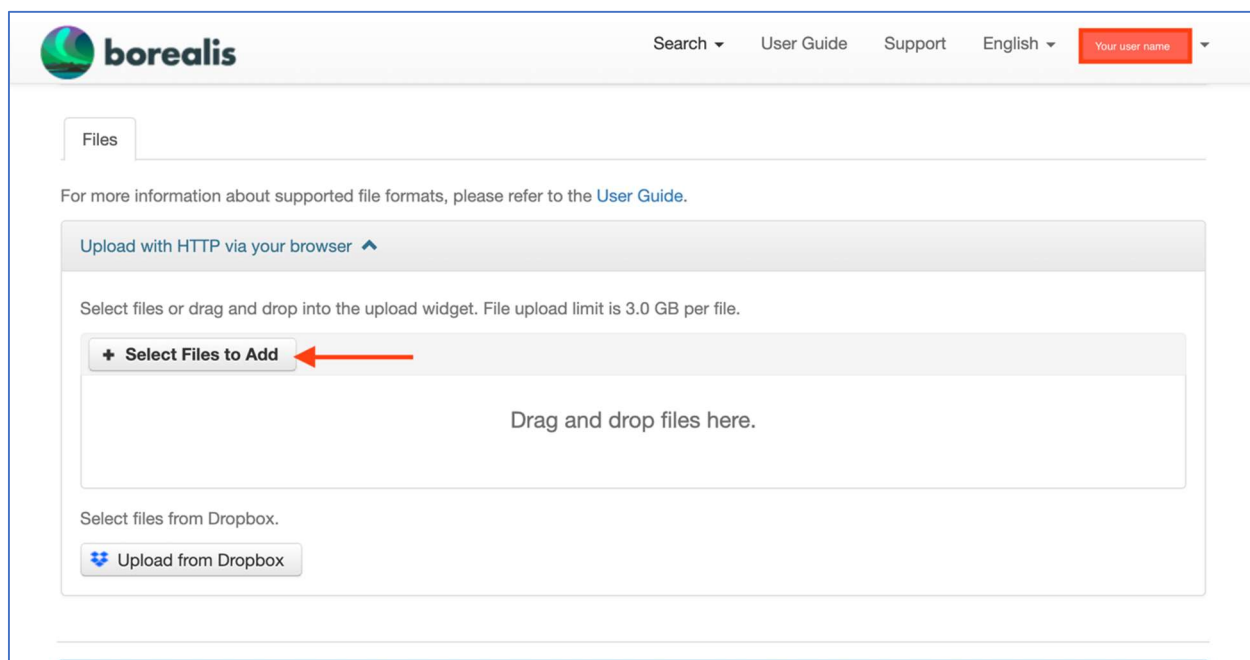 borealis
Search User Guide Support English Your user name
Files
For more information about supported file formats, please refer to the User Guide.
Upload with HTTP via your browser
Select files or drag and drop into the upload widget. File upload limit is 3.0 GB per file.
+ Select Files to Add
Drag and drop files here.
Select files from Dropbox.
Upload from Dropbox